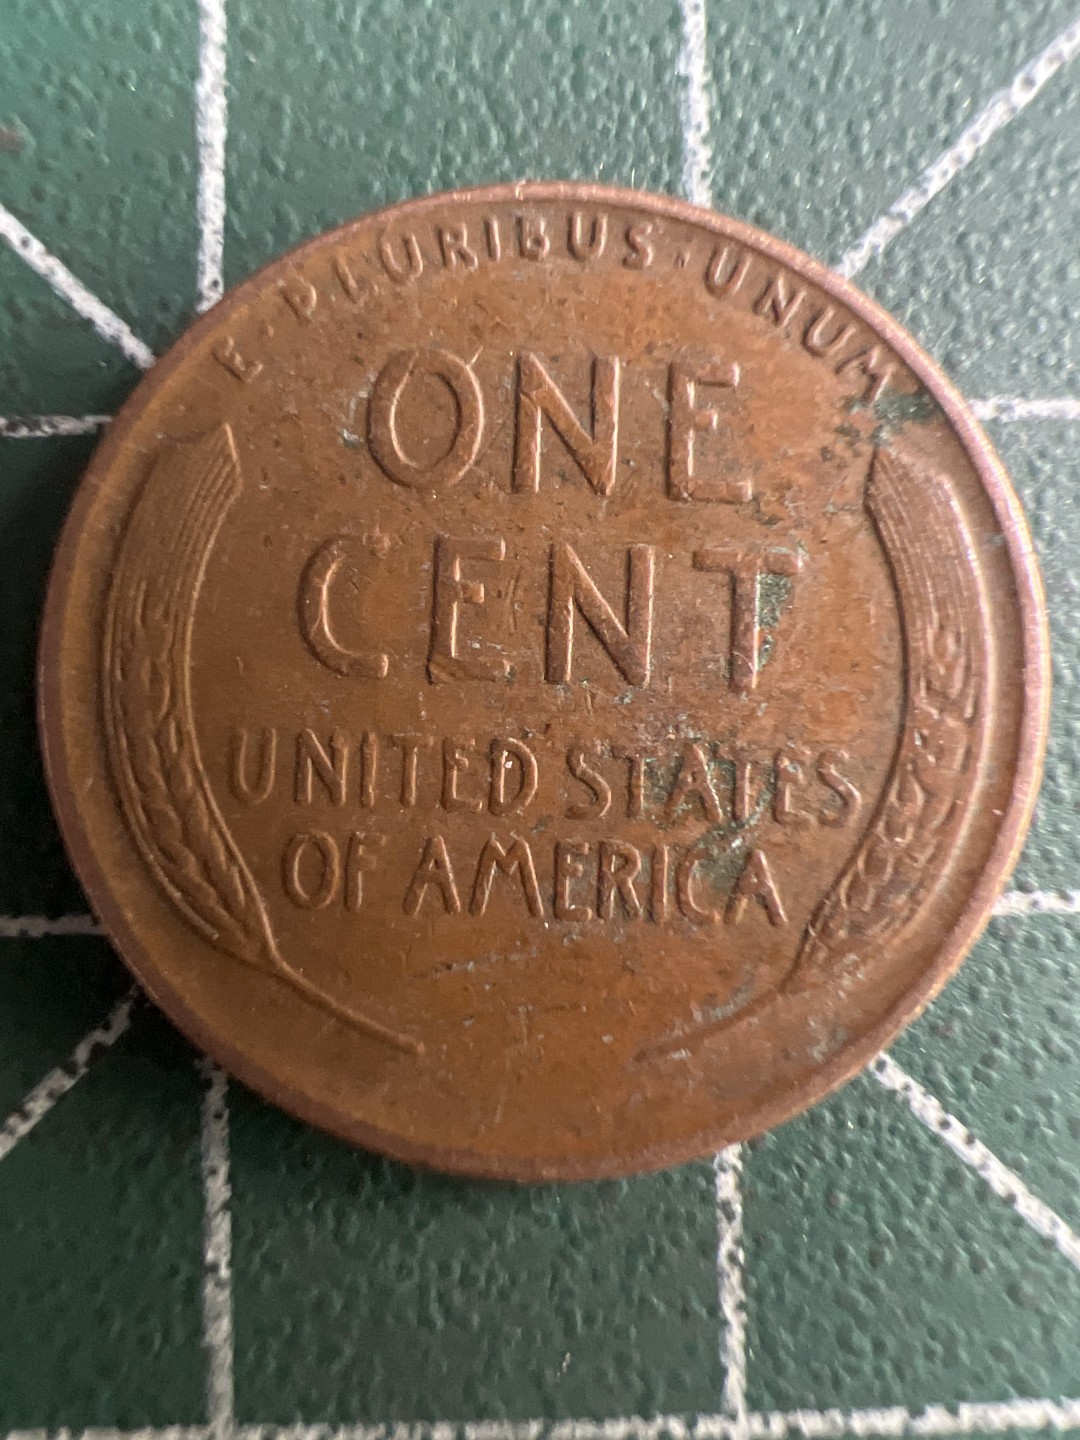 E · PLURIBUS · UNUM
ONE
CENT
UNITED STATES
OF AMERICA